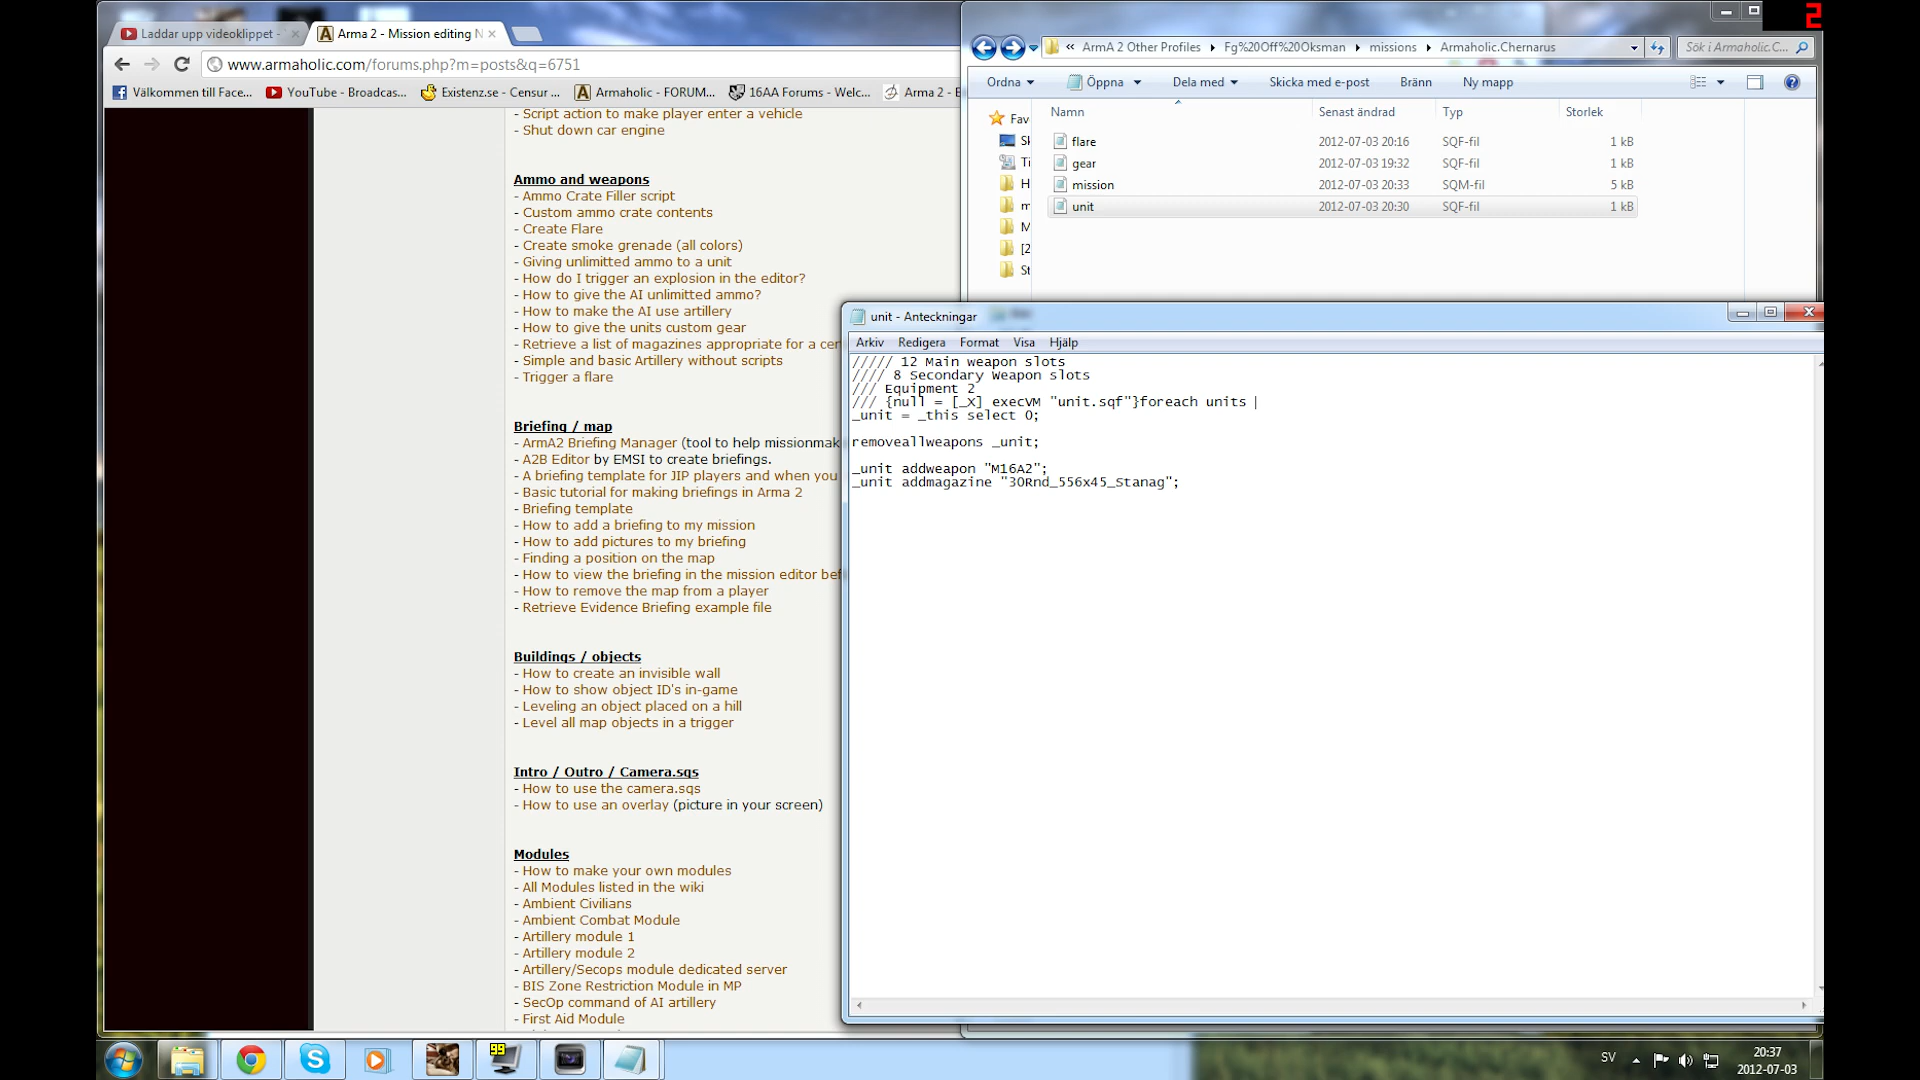 Laddar upp videoklippet -
Arma 2 - Mission editing N
www.armaholic.com/forums.php?m=posts&q=6751
Välkommen till Face...
YouTube - Broadcas...
Existenz.se - Censur ...
Armaholic - FORUM...
16AA Forums - Welc...
Arma 2 - E
- Script action to make player enter a vehicle
- Shut down car engine
Ammo and weapons
- Ammo Crate Filler script
- Custom ammo crate contents
- Create Flare
- Create smoke grenade (all colors)
- Giving unlimitted ammo to a unit
- How do I trigger an explosion in the editor?
- How to give the AI unlimitted ammo?
- How to make the AI use artillery
- How to give the units custom gear
- Retrieve a list of magazines appropriate for a cer
- Simple and basic Artillery without scripts
- Trigger a flare
Briefing / map
- ArmA2 Briefing Manager (tool to help missionmak
- A2B Editor by EMSI to create briefings.
- A briefing template for JIP players and when you
- Basic tutorial for making briefings in Arma 2
- Briefing template
- How to add a briefing to my mission
- How to add pictures to my briefing
- Finding a position on the map
- How to view the briefing in the mission editor bef
- How to remove the map from a player
- Retrieve Evidence Briefing example file
Buildings / objects
- How to create an invisible wall
- How to show object ID's in-game
- Leveling an object placed on a hill
- Level all map objects in a trigger
Intro / Outro / Camera.sqs
- How to use the camera.sqs
- How to use an overlay (picture in your screen)
Modules
- How to make your own modules
- All Modules listed in the wiki
- Ambient Civilians
- Ambient Combat Module
- Artillery module 1
- Artillery module 2
- Artillery/Secops module dedicated server
- BIS Zone Restriction Module in MP
- SecOp command of AI artillery
- First Aid Module
2
« ArmA 2 Other Profiles Fg%20Off%20Oksman missions Armaholic.Chernarus
Sök i Armaholic.C...
Ordna Öppna Dela med Skicka med e-post Bränn Ny mapp
Namn Senast ändrad Typ Storlek
Fav
Sk
Ti
H
m
M
[2
St
flare 2012-07-03 20:16 SQF-fil 1 kB
gear 2012-07-03 19:32 SQF-fil 1 kB
mission 2012-07-03 20:33 SQM-fil 5 kB
unit 2012-07-03 20:30 SQF-fil 1 kB
unit - Anteckningar
Arkiv Redigera Format Visa Hjälp
///// 12 Main weapon slots
//// 8 Secondary Weapon slots
/// Equipment 2
/// {null = [_X] execVM "unit.sqf"}foreach units
_unit = _this select 0;
removeallweapons _unit;
_unit addweapon "M16A2";
_unit addmagazine "30Rnd_556x45_Stanag";
99
SV
20:37
2012-07-03